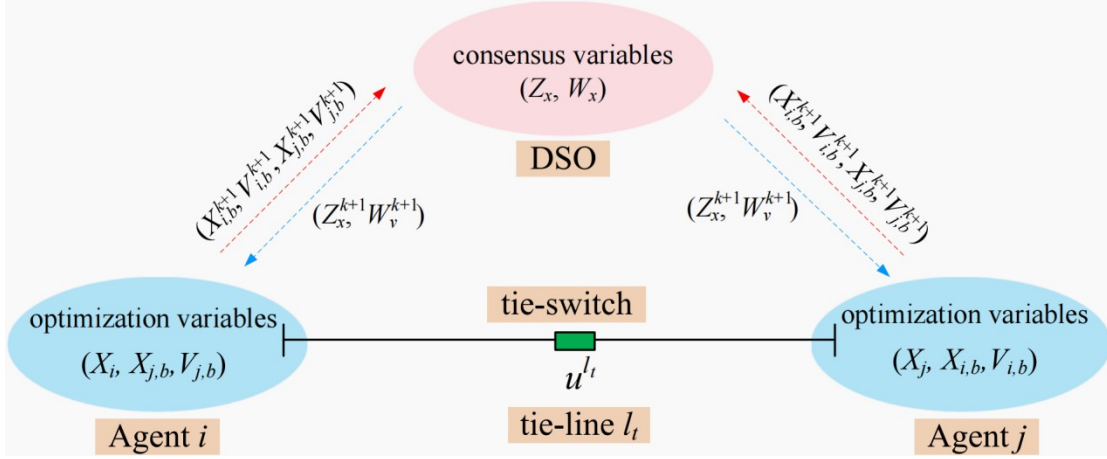 consensus variables
(Z_x, W_x)
DSO
(X_{i,b}^{k+1}, V_{i,b}^{k+1}, X_{j,b}^{k+1}, V_{j,b}^{k+1})
(Z_x^{k+1}, W_v^{k+1})
(Z_x^{k+1}, W_v^{k+1})
(X_{i,b}^{k+1}, V_{i,b}^{k+1}, X_{j,b}^{k+1}, V_{j,b}^{k+1})
optimization variables
(X_i, X_{j,b}, V_{j,b})
Agent i
tie-switch
u^{l_t}
tie-line l_t
optimization variables
(X_j, X_{i,b}, V_{i,b})
Agent j